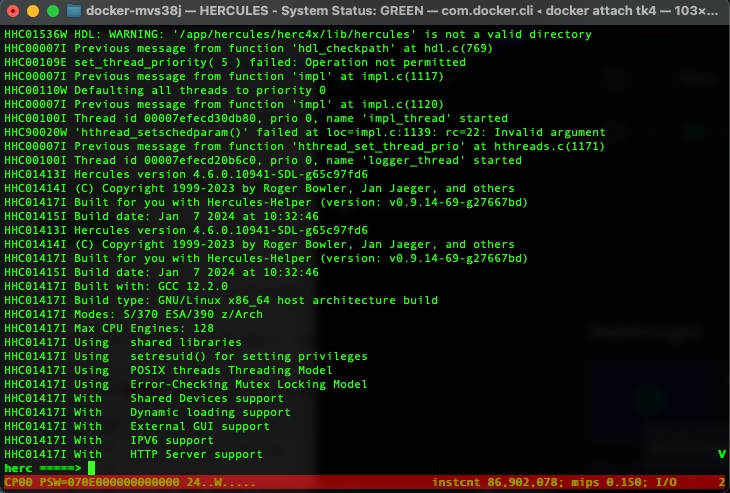 docker-mvs38j — HERCULES - System Status: GREEN — com.docker.cli ◂ docker attach tk4 — 103×...
HHC01536W HDL: WARNING: '/app/hercules/herc4x/lib/hercules' is not a valid directory
HHC00007I Previous message from function 'hdl_checkpath' at hdl.c(769)
HHC00109E set_thread_priority( 5 ) failed: Operation not permitted
HHC00007I Previous message from function 'impl' at impl.c(1117)
HHC00110W Defaulting all threads to priority 0
HHC00007I Previous message from function 'impl' at impl.c(1120)
HHC00100I Thread id 00007efecd30db80, prio 0, name 'impl_thread' started
HHC90020W 'hthread_setschedparam()' failed at loc=impl.c:1139: rc=22: Invalid argument
HHC00007I Previous message from function 'hthread_set_thread_prio' at hthreads.c(1171)
HHC00100I Thread id 00007efecd20b6c0, prio 0, name 'logger_thread' started
HHC01413I Hercules version 4.6.0.10941-SDL-g65c97fd6
HHC01414I (C) Copyright 1999-2023 by Roger Bowler, Jan Jaeger, and others
HHC01417I Built for you with Hercules-Helper (version: v0.9.14-69-g27667bd)
HHC01415I Build date: Jan  7 2024 at 10:32:46
HHC01413I Hercules version 4.6.0.10941-SDL-g65c97fd6
HHC01414I (C) Copyright 1999-2023 by Roger Bowler, Jan Jaeger, and others
HHC01417I Built for you with Hercules-Helper (version: v0.9.14-69-g27667bd)
HHC01415I Build date: Jan  7 2024 at 10:32:46
HHC01417I Built with: GCC 12.2.0
HHC01417I Build type: GNU/Linux x86_64 host architecture build
HHC01417I Modes: S/370 ESA/390 z/Arch
HHC01417I Max CPU Engines: 128
HHC01417I Using   shared libraries
HHC01417I Using   setresuid() for setting privileges
HHC01417I Using   POSIX threads Threading Model
HHC01417I Using   Error-Checking Mutex Locking Model
HHC01417I With    Shared Devices support
HHC01417I With    Dynamic loading support
HHC01417I With    External GUI support
HHC01417I With    IPV6 support
HHC01417I With    HTTP Server support V
herc =====>
CP00 PSW=070E000000000000 24..W..... instcnt 86,902,078; mips 0.150; I/O 2